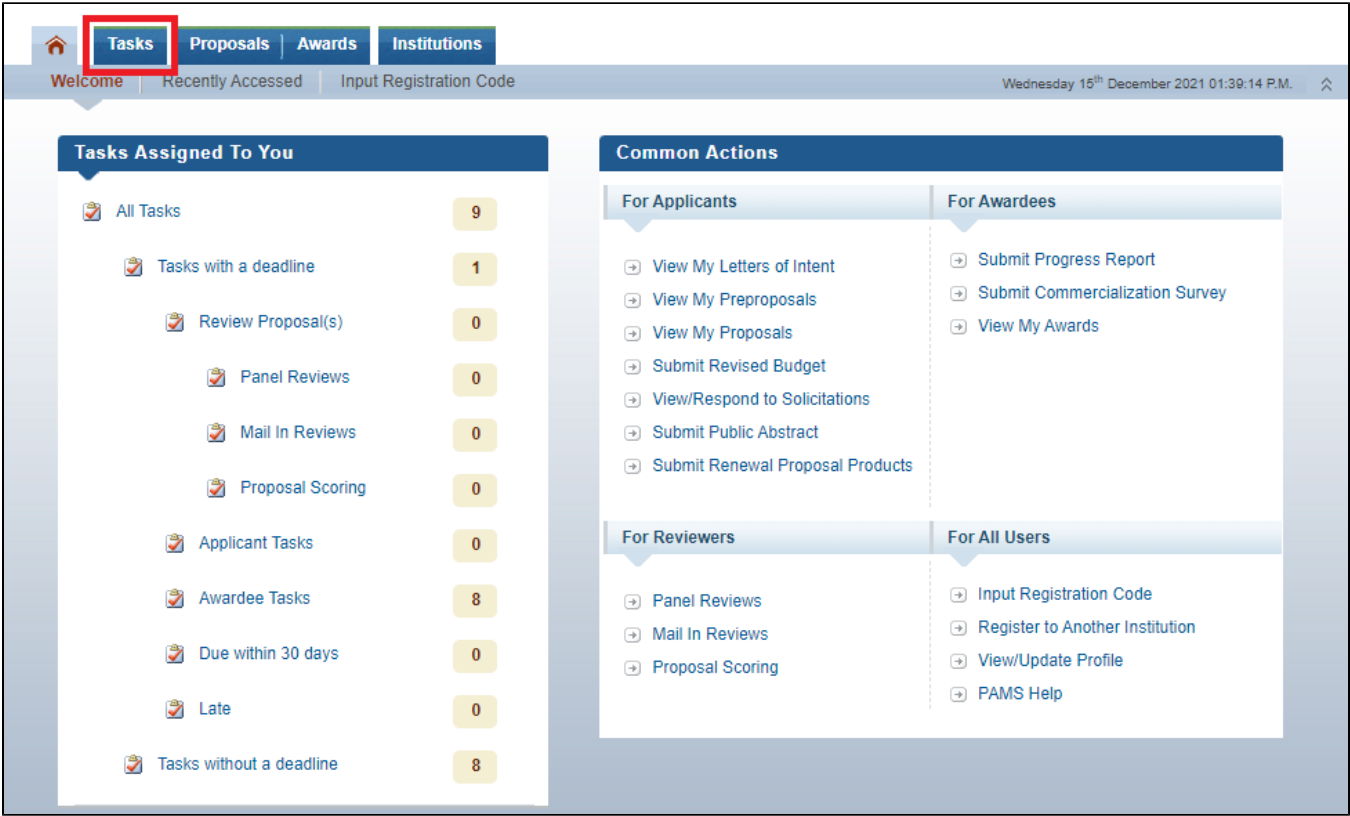 Tasks Proposals Awards Institutions
Welcome Recently Accessed Input Registration Code Wednesday 15th December 2021 01:39:14 P.M.
Tasks Assigned To You
All Tasks 9
Tasks with a deadline 1
Review Proposal(s) 0
Panel Reviews 0
Mail In Reviews 0
Proposal Scoring 0
Applicant Tasks 0
Awardee Tasks 8
Due within 30 days 0
Late 0
Tasks without a deadline 8
Common Actions
For Applicants
View My Letters of Intent
View My Preproposals
View My Proposals
Submit Revised Budget
View/Respond to Solicitations
Submit Public Abstract
Submit Renewal Proposal Products
For Awardees
Submit Progress Report
Submit Commercialization Survey
View My Awards
For Reviewers
Panel Reviews
Mail In Reviews
Proposal Scoring
For All Users
Input Registration Code
Register to Another Institution
View/Update Profile
PAMS Help